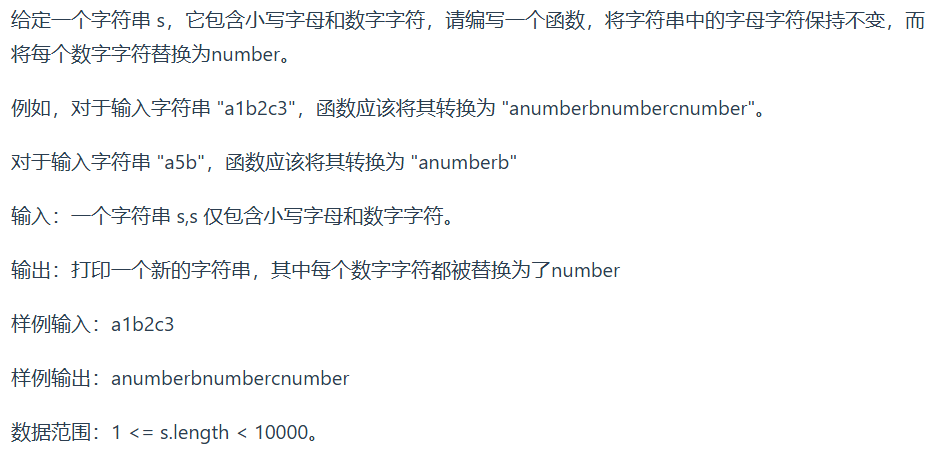 给定一个字符串 s，它包含小写字母和数字字符，请编写一个函数，将字符串中的字母字符保持不变，而
将每个数字字符替换为number。
例如，对于输入字符串 "a1b2c3"，函数应该将其转换为 "anumberbnumbercnumber"。
对于输入字符串 "a5b"，函数应该将其转换为 "anumberb"
输入：一个字符串 s,s 仅包含小写字母和数字字符。
输出：打印一个新的字符串，其中每个数字字符都被替换为了number
样例输入：a1b2c3
样例输出：anumberbnumbercnumber
数据范围：1 <= s.length < 10000。